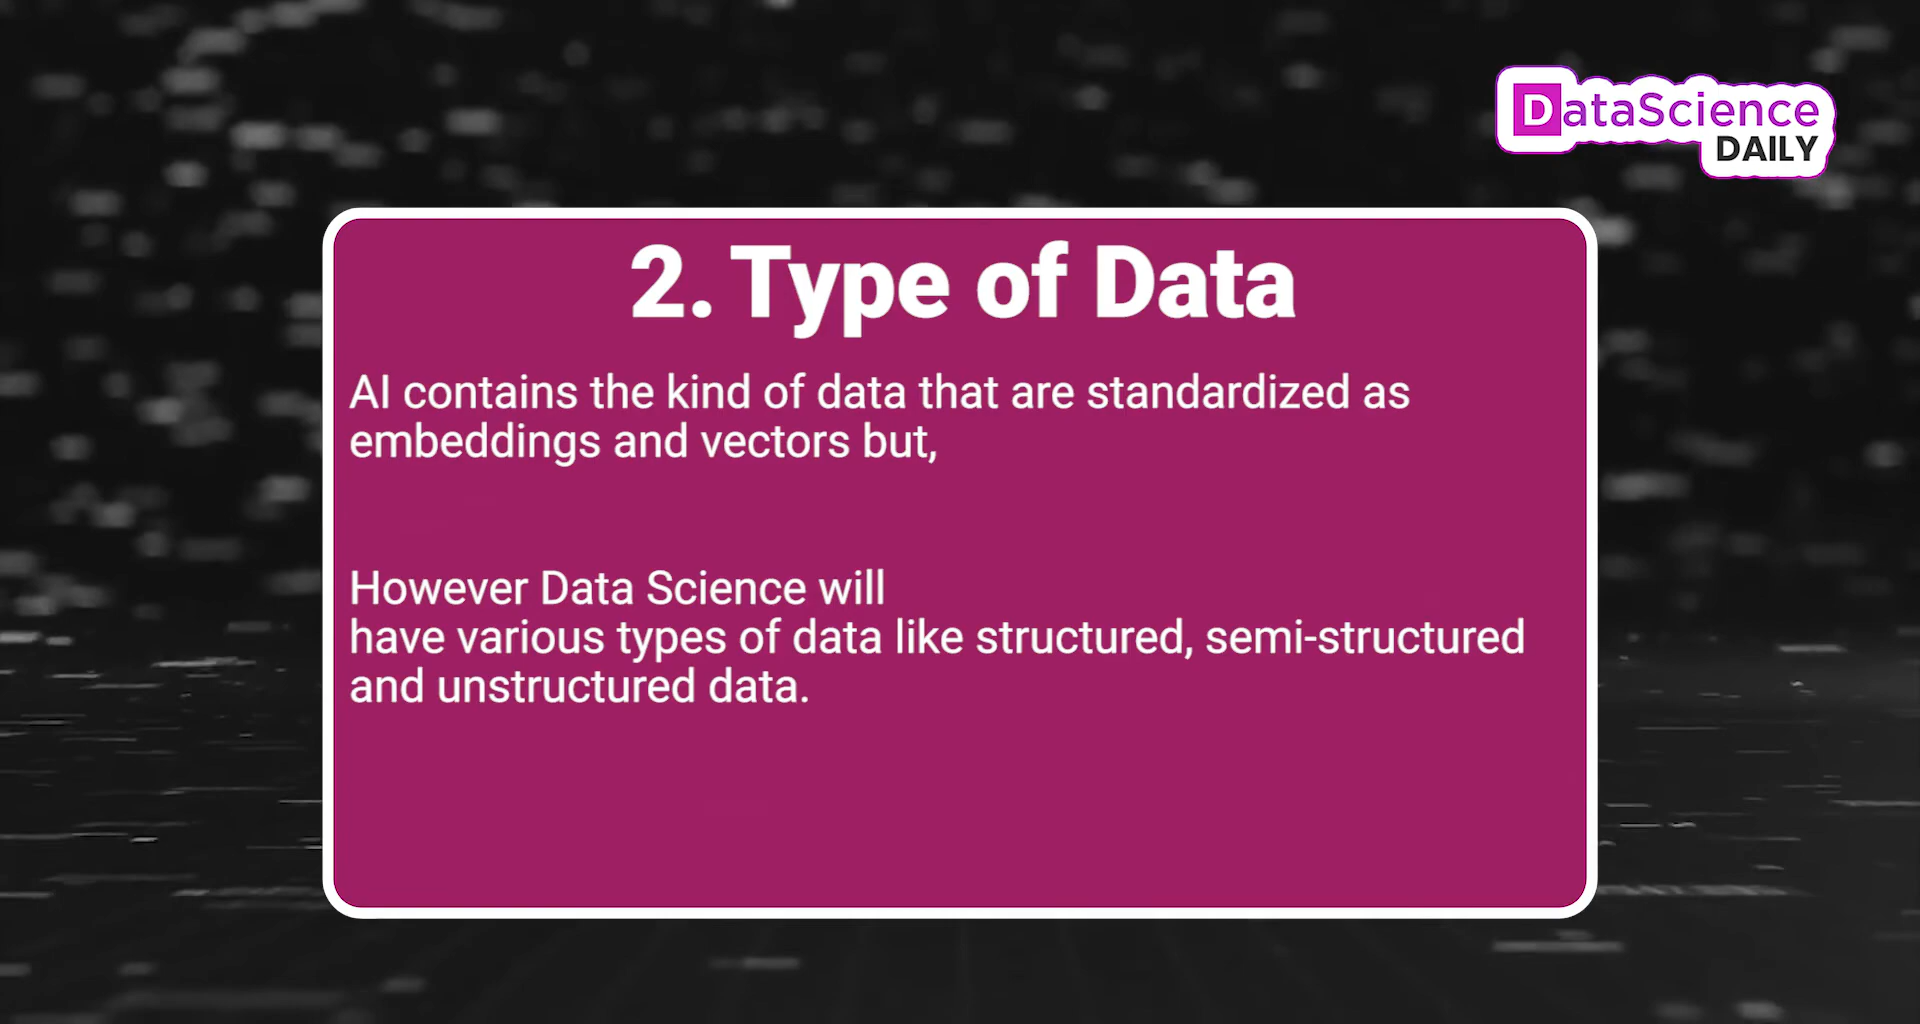 DataScience
DAILY
2. Type of Data
AI contains the kind of data that are standardized as
embeddings and vectors but,
However Data Science will
have various types of data like structured, semi-structured
and unstructured data.